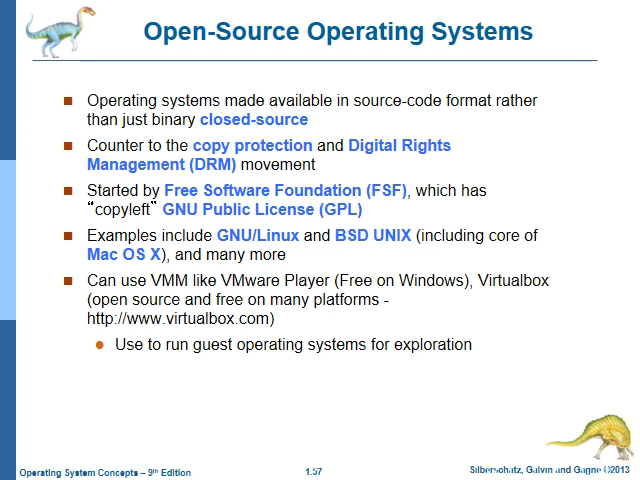 Open-Source Operating Systems
Operating systems made available in source-code format rather
than just binary closed-source
Counter to the copy protection and Digital Rights
Management (DRM) movement
Started by Free Software Foundation (FSF), which has
“copyleft” GNU Public License (GPL)
Examples include GNU/Linux and BSD UNIX (including core of
Mac OS X), and many more
Can use VMM like VMware Player (Free on Windows), Virtualbox
(open source and free on many platforms -
http://www.virtualbox.com)
Use to run guest operating systems for exploration
Operating System Concepts – 9th Edition
1.57
Silberschatz, Galvin and Gagne ©2013